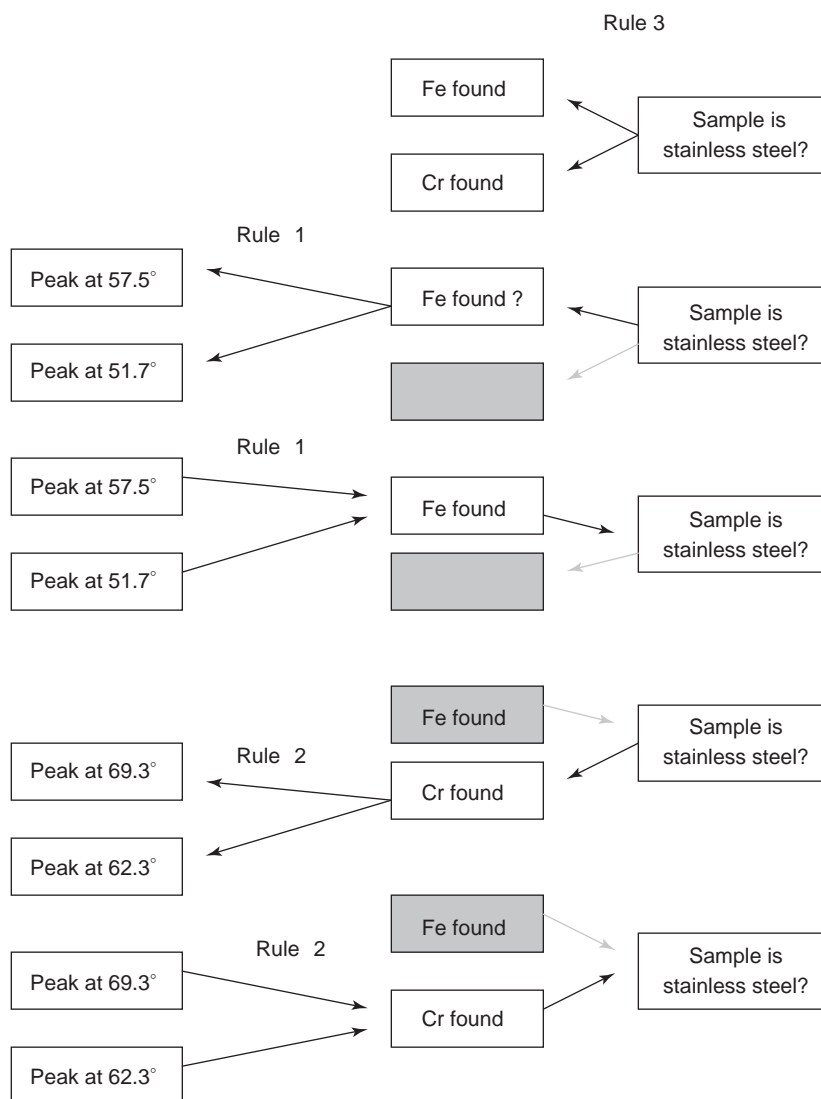 Rule 3
Fe found
Sample is
stainless steel?
Cr found
Rule 1
Peak at 57.5°
Fe found ?
Sample is
stainless steel?
Peak at 51.7°
Rule 1
Peak at 57.5°
Fe found
Sample is
stainless steel?
Peak at 51.7°
Fe found
Sample is
stainless steel?
Peak at 69.3°
Rule 2
Cr found
Peak at 62.3°
Fe found
Rule 2
Sample is
stainless steel?
Peak at 69.3°
Cr found
Peak at 62.3°